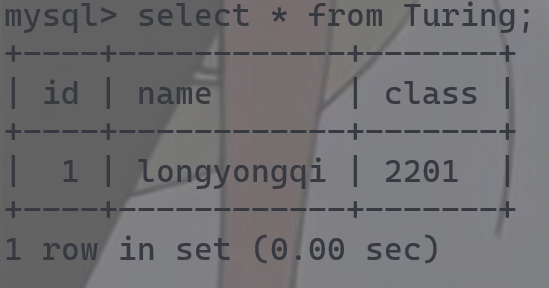 mysql> select * from Turing;
+----+-------------+-------+
| id | name        | class |
+----+-------------+-------+
|  1 | longyongqi | 2201  |
+----+-------------+-------+
1 row in set (0.00 sec)